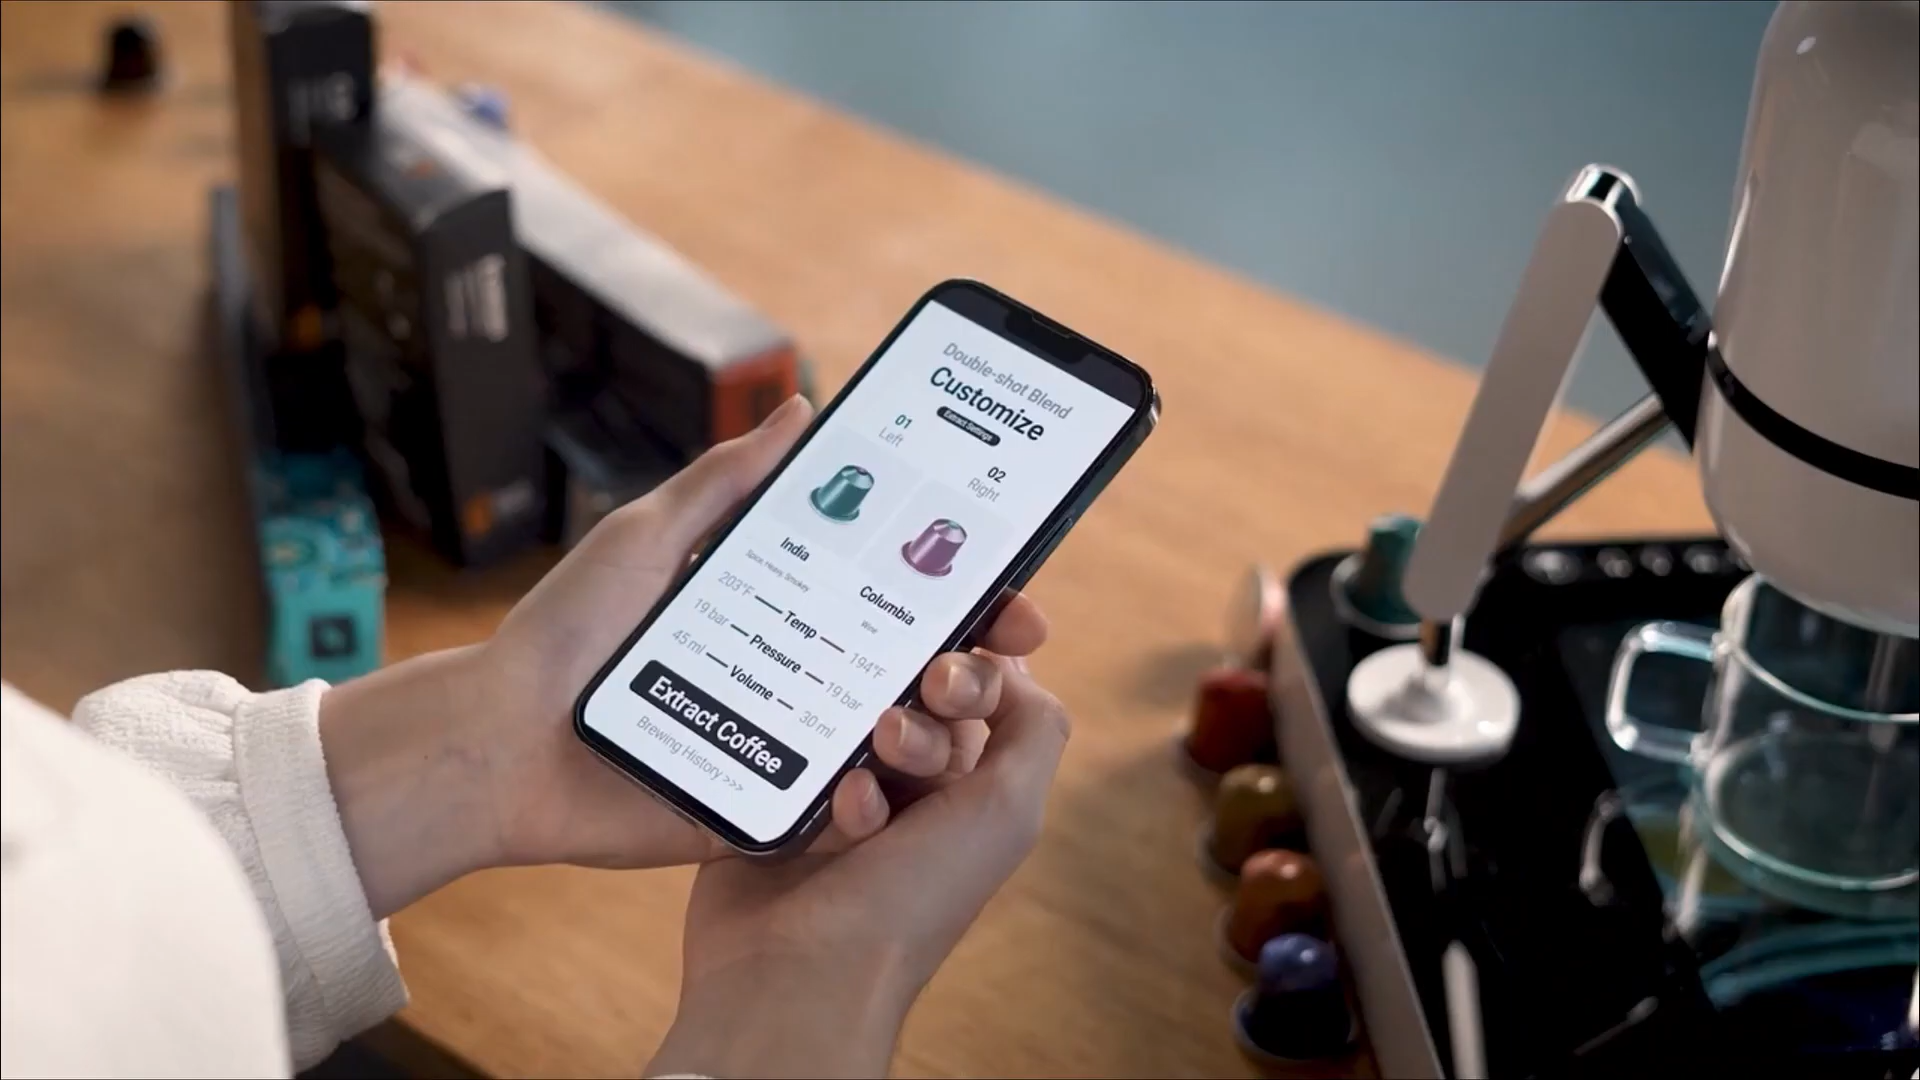 Double-shot Blend
Customize
Extract Settings
01
Left
02
Right
India
Spice, Heavy, Smokey
Columbia
Wine
203°F Temp 194°F
19 bar Pressure 19 bar
45 ml Volume 30 ml
Extract Coffee
Brewing History >>>